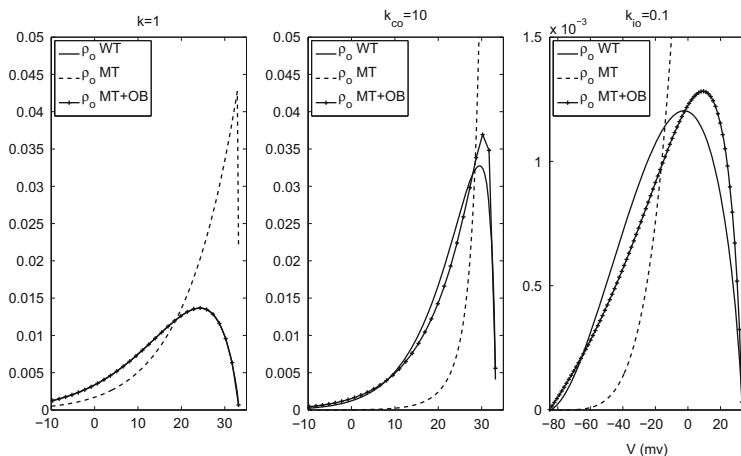 k=1
0.05
0.045
0.04
0.035
0.03
0.025
0.02
0.015
0.01
0.005
0
−10 0 10 20 30
ρo WT
ρo MT
ρo MT+OB
kco=10
0.05
0.045
0.04
0.035
0.03
0.025
0.02
0.015
0.01
0.005
0
−10 0 10 20 30
ρo WT
ρo MT
ρo MT+OB
kio=0.1
x 10−3
1.5
1
0.5
0
−80 −60 −40 −20 0 20
V (mv)
ρo WT
ρo MT
ρo MT+OB